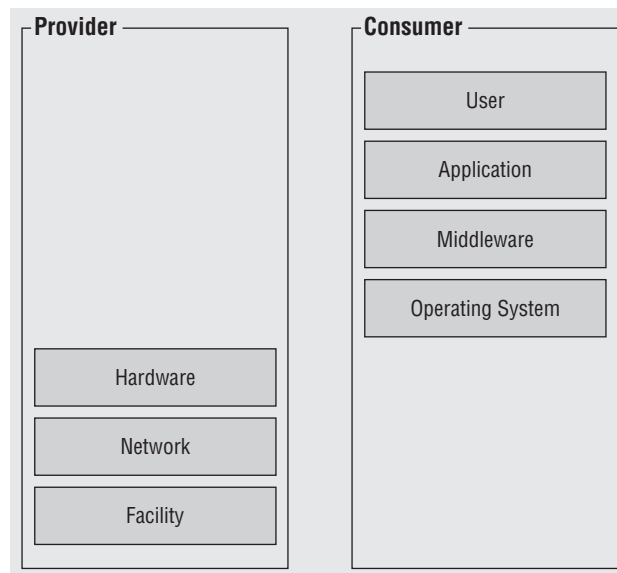 Provider
Hardware
Network
Facility
Consumer
User
Application
Middleware
Operating System